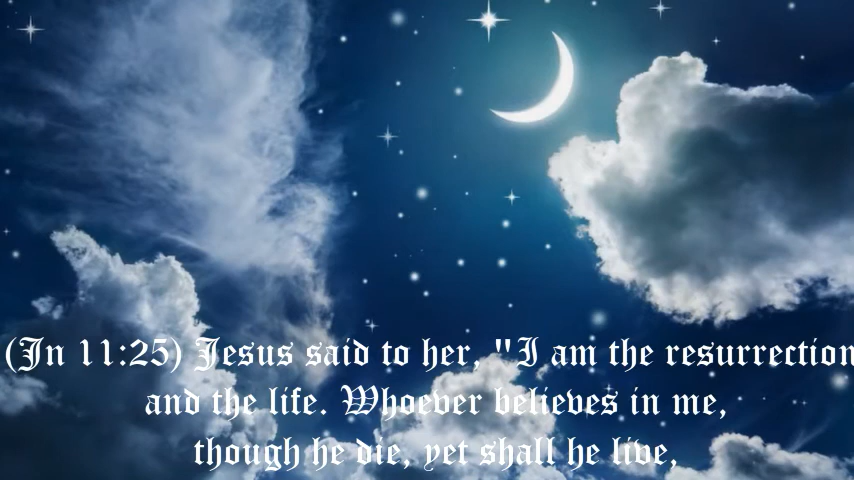 (Jn 11:25) Jesus said to her, "I am the resurrection
and the life. Whoever believes in me,
though he die, yet shall he live,